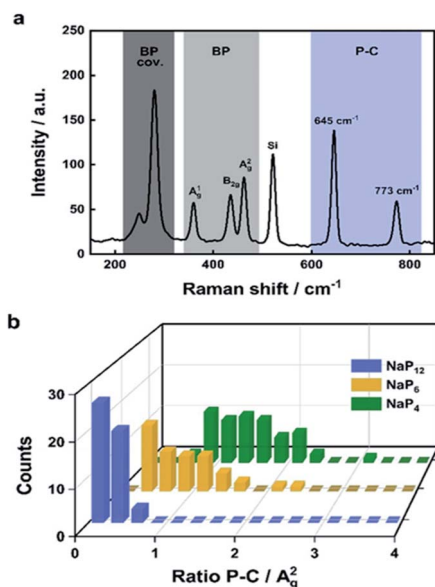 a
250
200
150
100
50
0
Intensity / a.u.
BP
cov.
BP
P-C
A¹g
B2g
A²g
Si
645 cm⁻¹
773 cm⁻¹
200
400
600
800
Raman shift / cm⁻¹
b
30
20
10
0
Counts
NaP₁₂
NaP₆
NaP₄
0
1
2
3
4
Ratio P-C / A²g